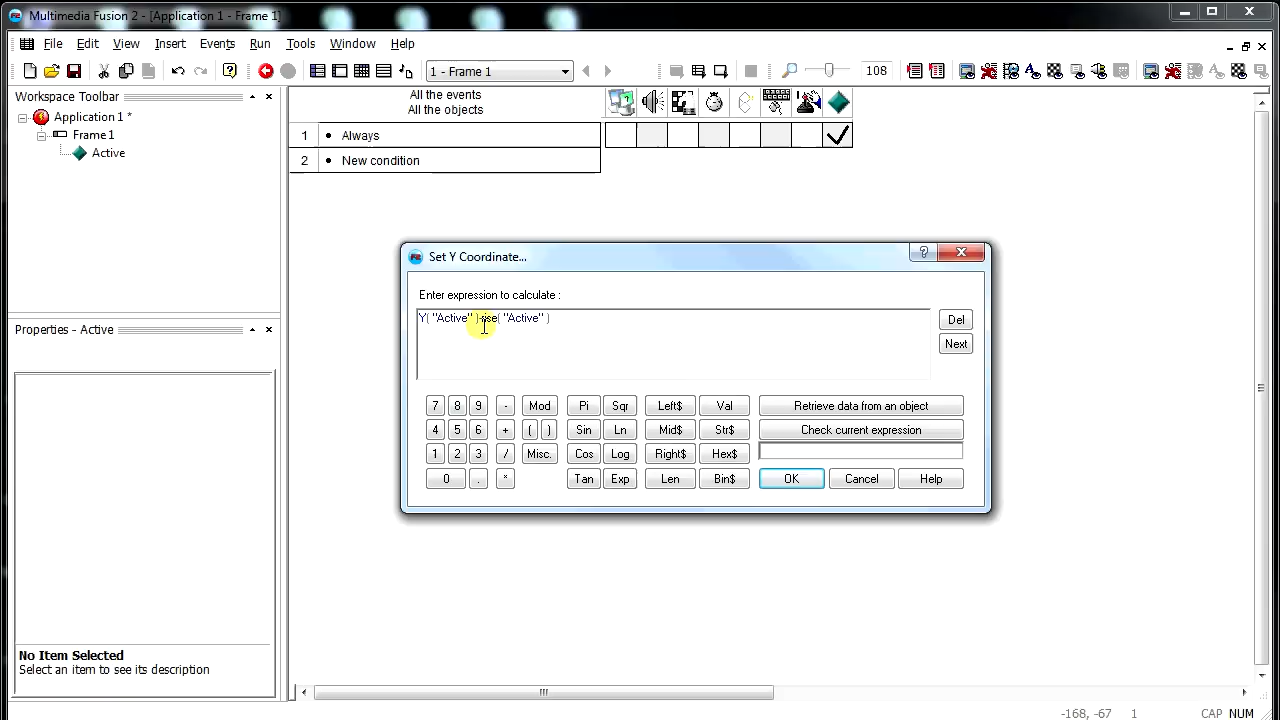 Multimedia Fusion 2 - [Application 1 - Frame 1]
File Edit View Insert Events Run Tools Window Help
1 - Frame 1
108
Workspace Toolbar
Application 1 *
Frame 1
Active
All the events
All the objects
1 • Always
2 • New condition
Properties - Active
No Item Selected
Select an item to see its description
Set Y Coordinate...
Enter expression to calculate :
Y( "Active" ) "Active" )
Del
Next
7 8 9 - Mod Pi Sqr Left$ Val Retrieve data from an object
4 5 6 + ( ) Sin Ln Mid$ Str$ Check current expression
1 2 3 / Misc. Cos Log Right$ Hex$
0 . * Tan Exp Len Bin$ OK Cancel Help
-168, -67 1 CAP NUM